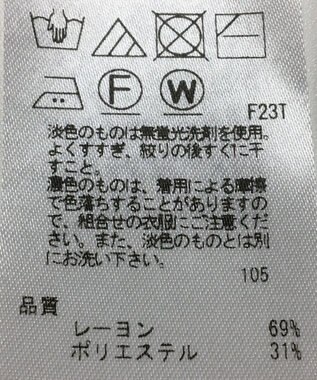 F
W
F23T
淡色のものは無蛍光洗剤を使用。
よくすすぎ、絞りの後すぐに干
すこと。
濃色のものは、着用による摩擦
で色落ちすることがありますの
で、組合せの衣服にご注意くだ
さい。また、淡色のものとは別
にお洗い下さい。
105
品質
レーヨン 69%
ポリエステル 31%